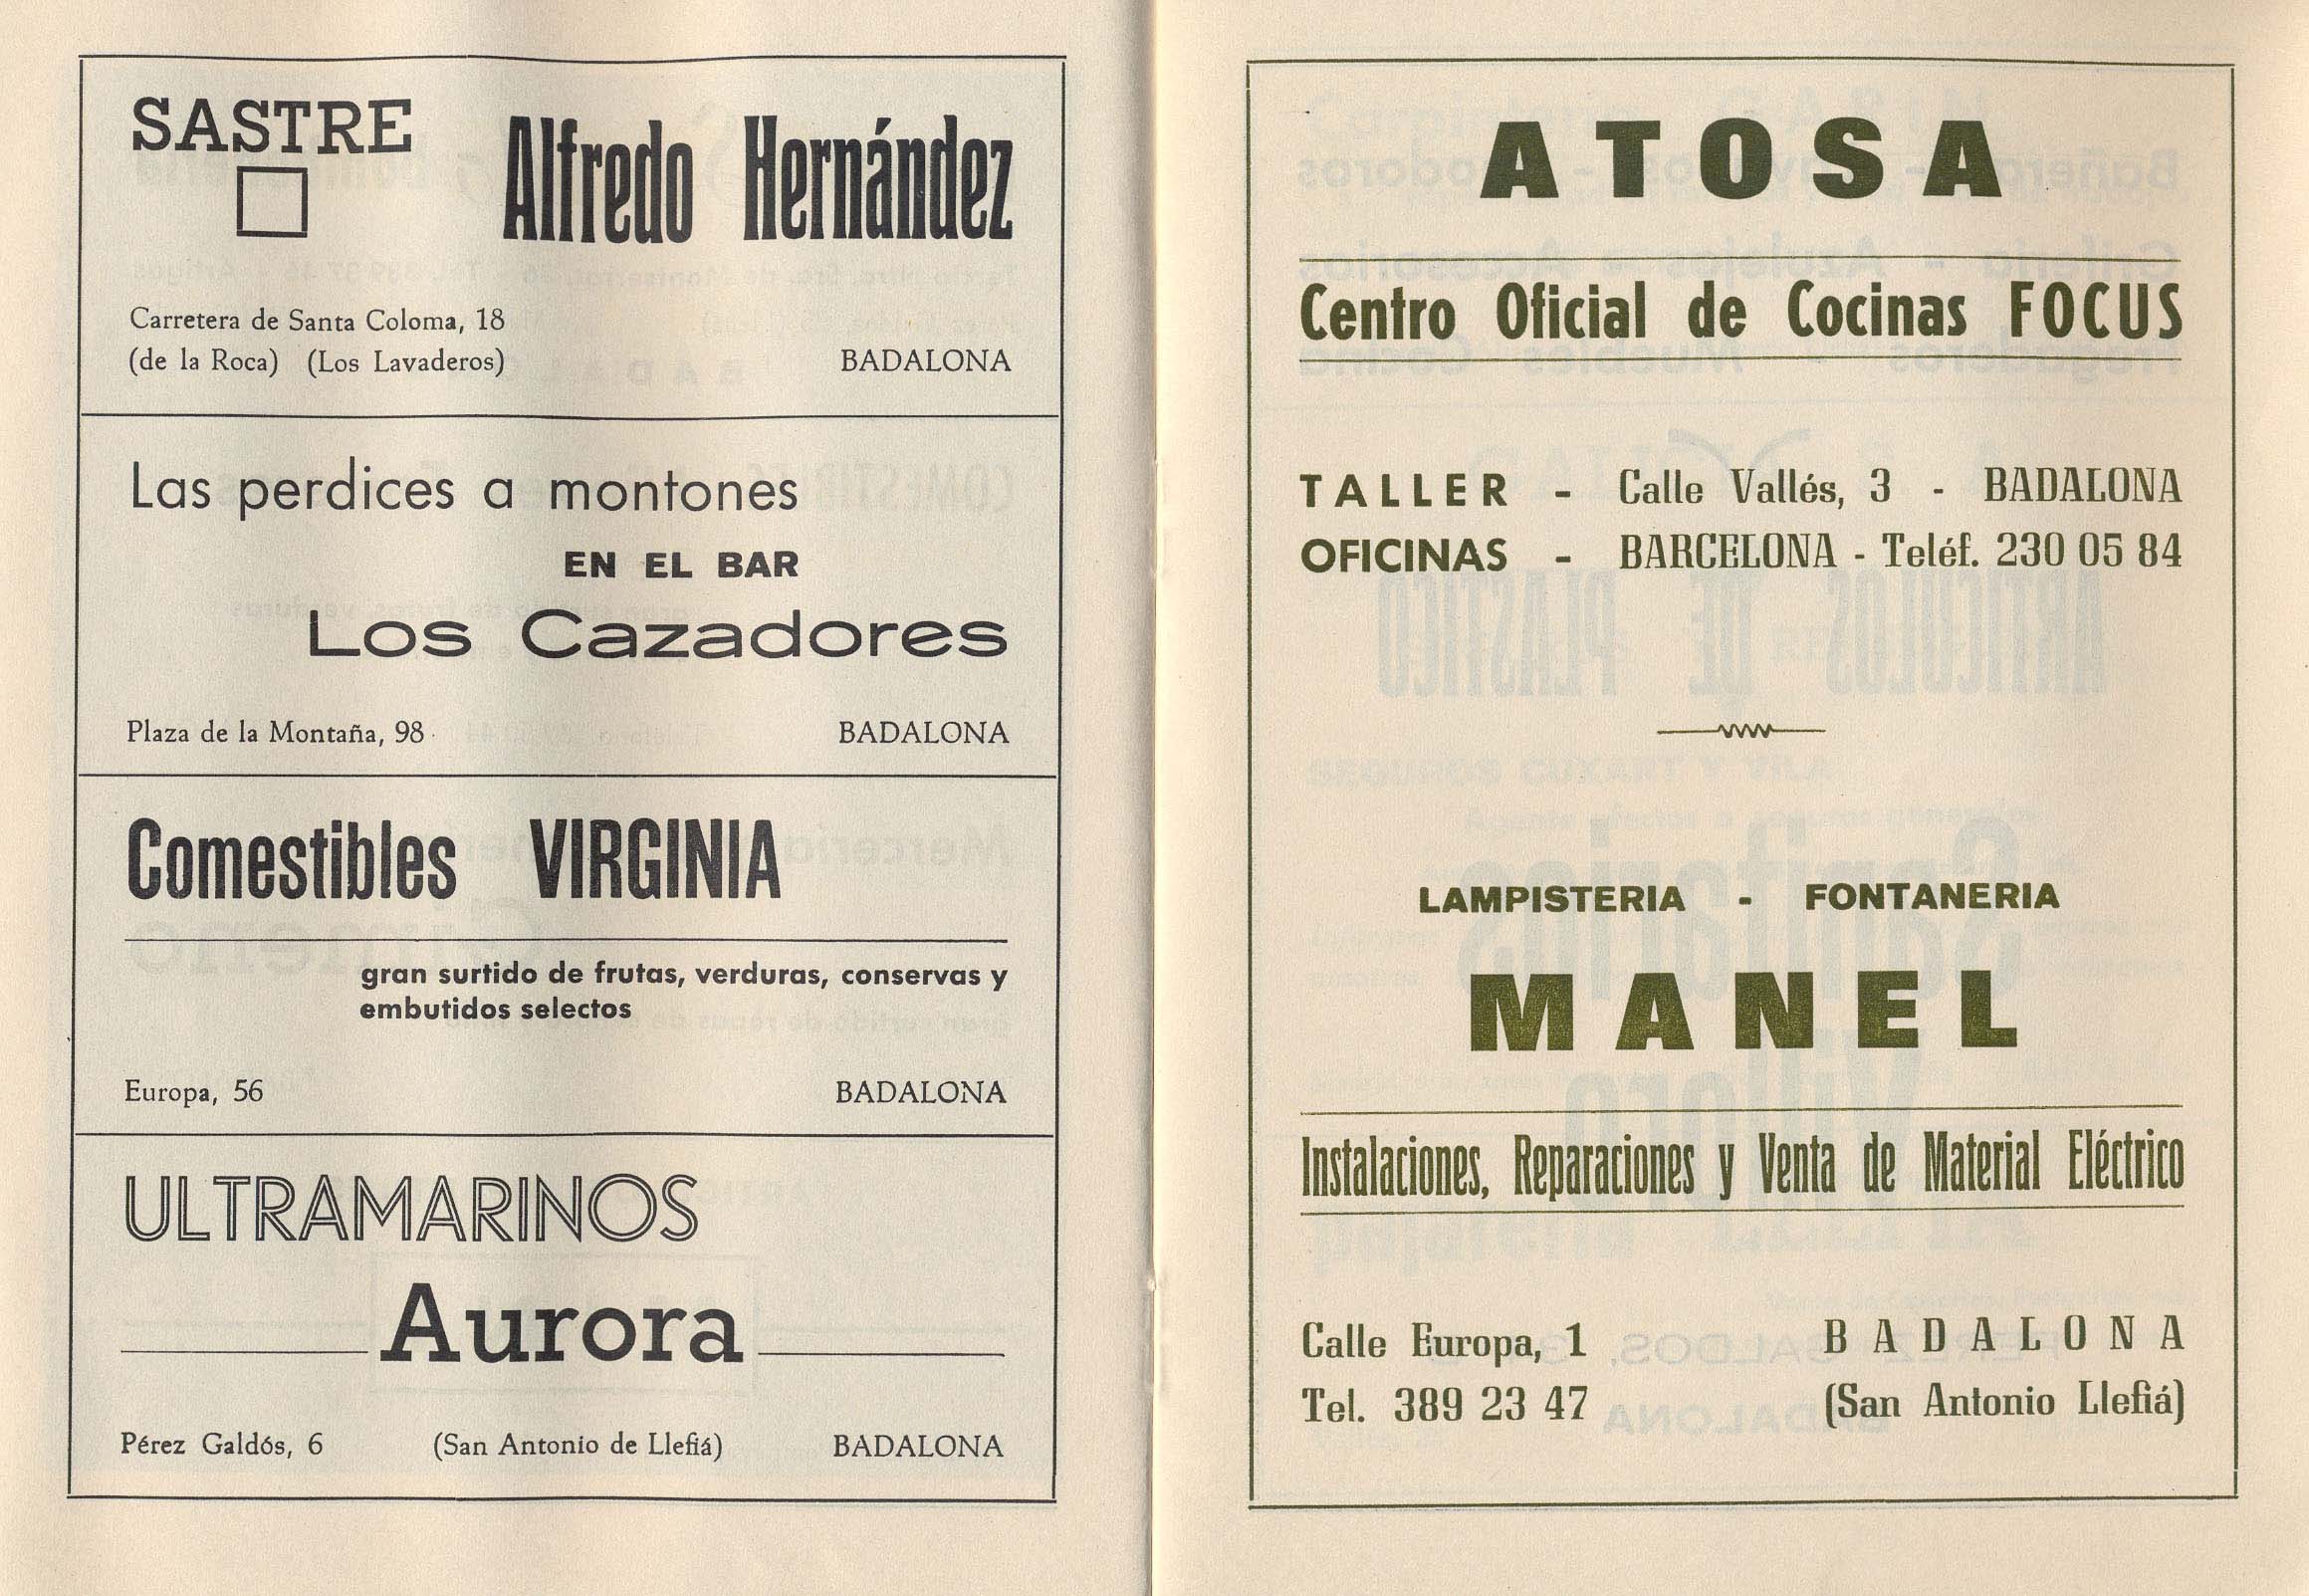 SASTRE
Alfredo Hernández
Carretera de Santa Coloma, 18
(de la Roca) (Los Lavaderos) BADALONA
Las perdices a montones
EN EL BAR
Los Cazadores
Plaza de la Montaña, 98 BADALONA
Comestibles VIRGINIA
gran surtido de frutas, verduras, conservas y
embutidos selectos
Europa, 56 BADALONA
ULTRAMARINOS
Aurora
Pérez Galdós, 6 (San Antonio de Llefiá) BADALONA
ATOSA
Centro Oficial de Cocinas FOCUS
TALLER - Calle Vallés, 3 - BADALONA
OFICINAS - BARCELONA - Teléf. 230 05 84
LAMPISTERIA - FONTANERIA
MANEL
Instalaciones, Reparaciones y Venta de Material Eléctrico
Calle Europa, 1 BADALONA
Tel. 389 23 47 (San Antonio Llefiá)